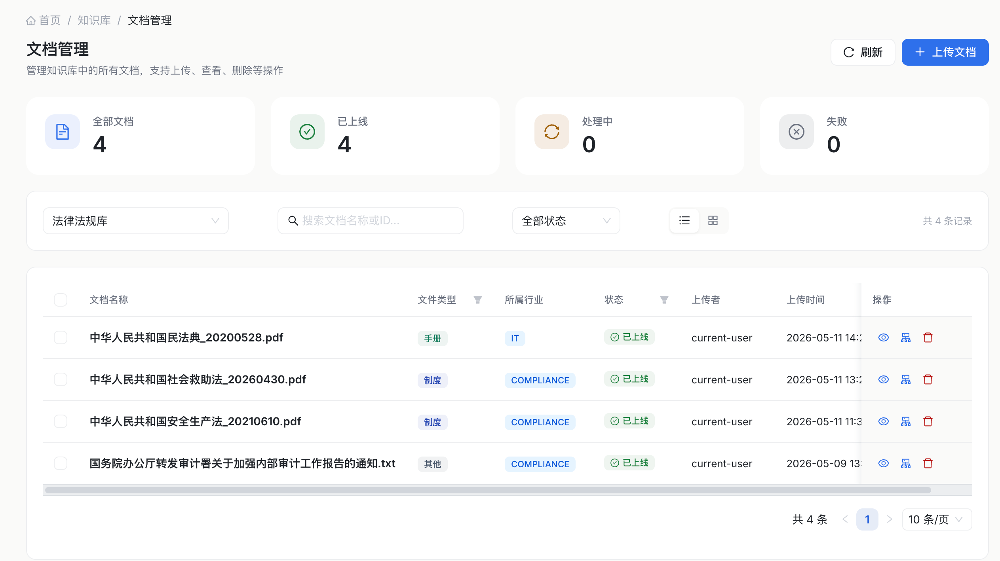 首页 / 知识库 / 文档管理
文档管理
刷新
上传文档
管理知识库中的所有文档，支持上传、查看、删除等操作
全部文档
4
已上线
4
处理中
0
失败
0
法律法规库
搜索文档名称或ID...
全部状态
共 4 条记录
文档名称 文件类型 所属行业 状态 上传者 上传时间 操作
中华人民共和国民法典_20200528.pdf 手册 IT 已上线 current-user 2026-05-11 14:2
中华人民共和国社会救助法_20260430.pdf 制度 COMPLIANCE 已上线 current-user 2026-05-11 13:2
中华人民共和国安全生产法_20210610.pdf 制度 COMPLIANCE 已上线 current-user 2026-05-11 11:3
国务院办公厅转发审计署关于加强内部审计工作报告的通知.txt 其他 COMPLIANCE 已上线 current-user 2026-05-09 13:
共 4 条 1 10 条/页